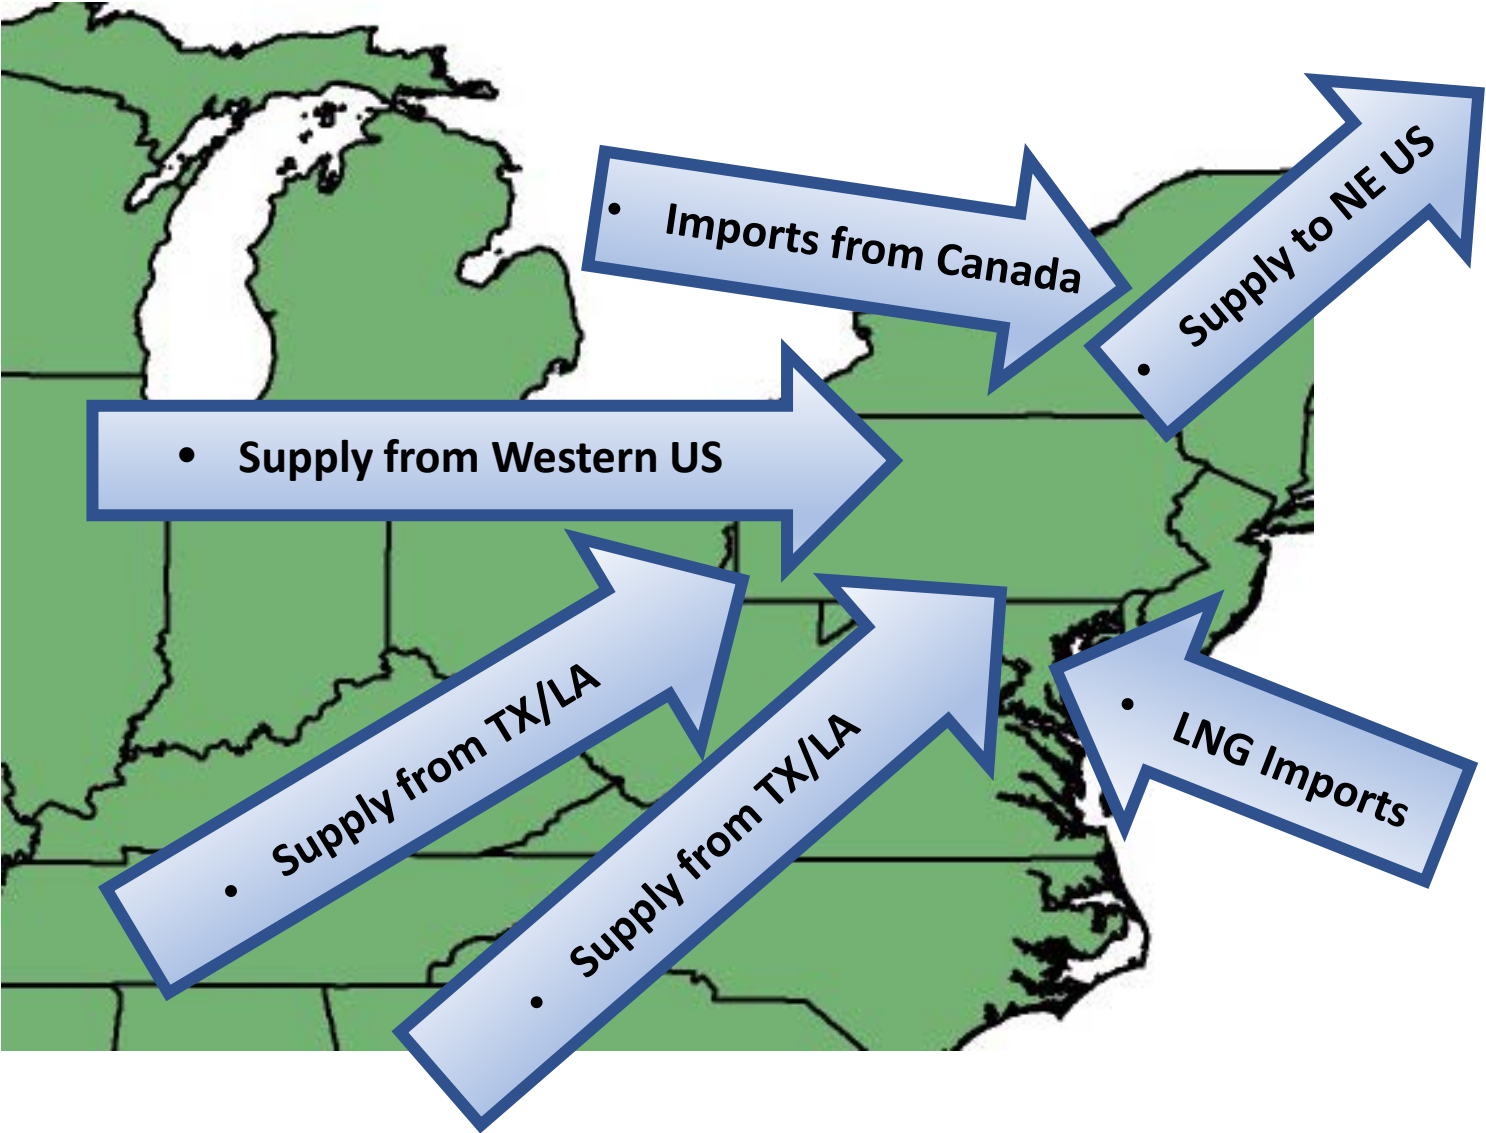 • Supply to NE US
• Imports from Canada
• Supply from Western US
• Supply from TX/LA
• Supply from TX/LA
• LNG Imports